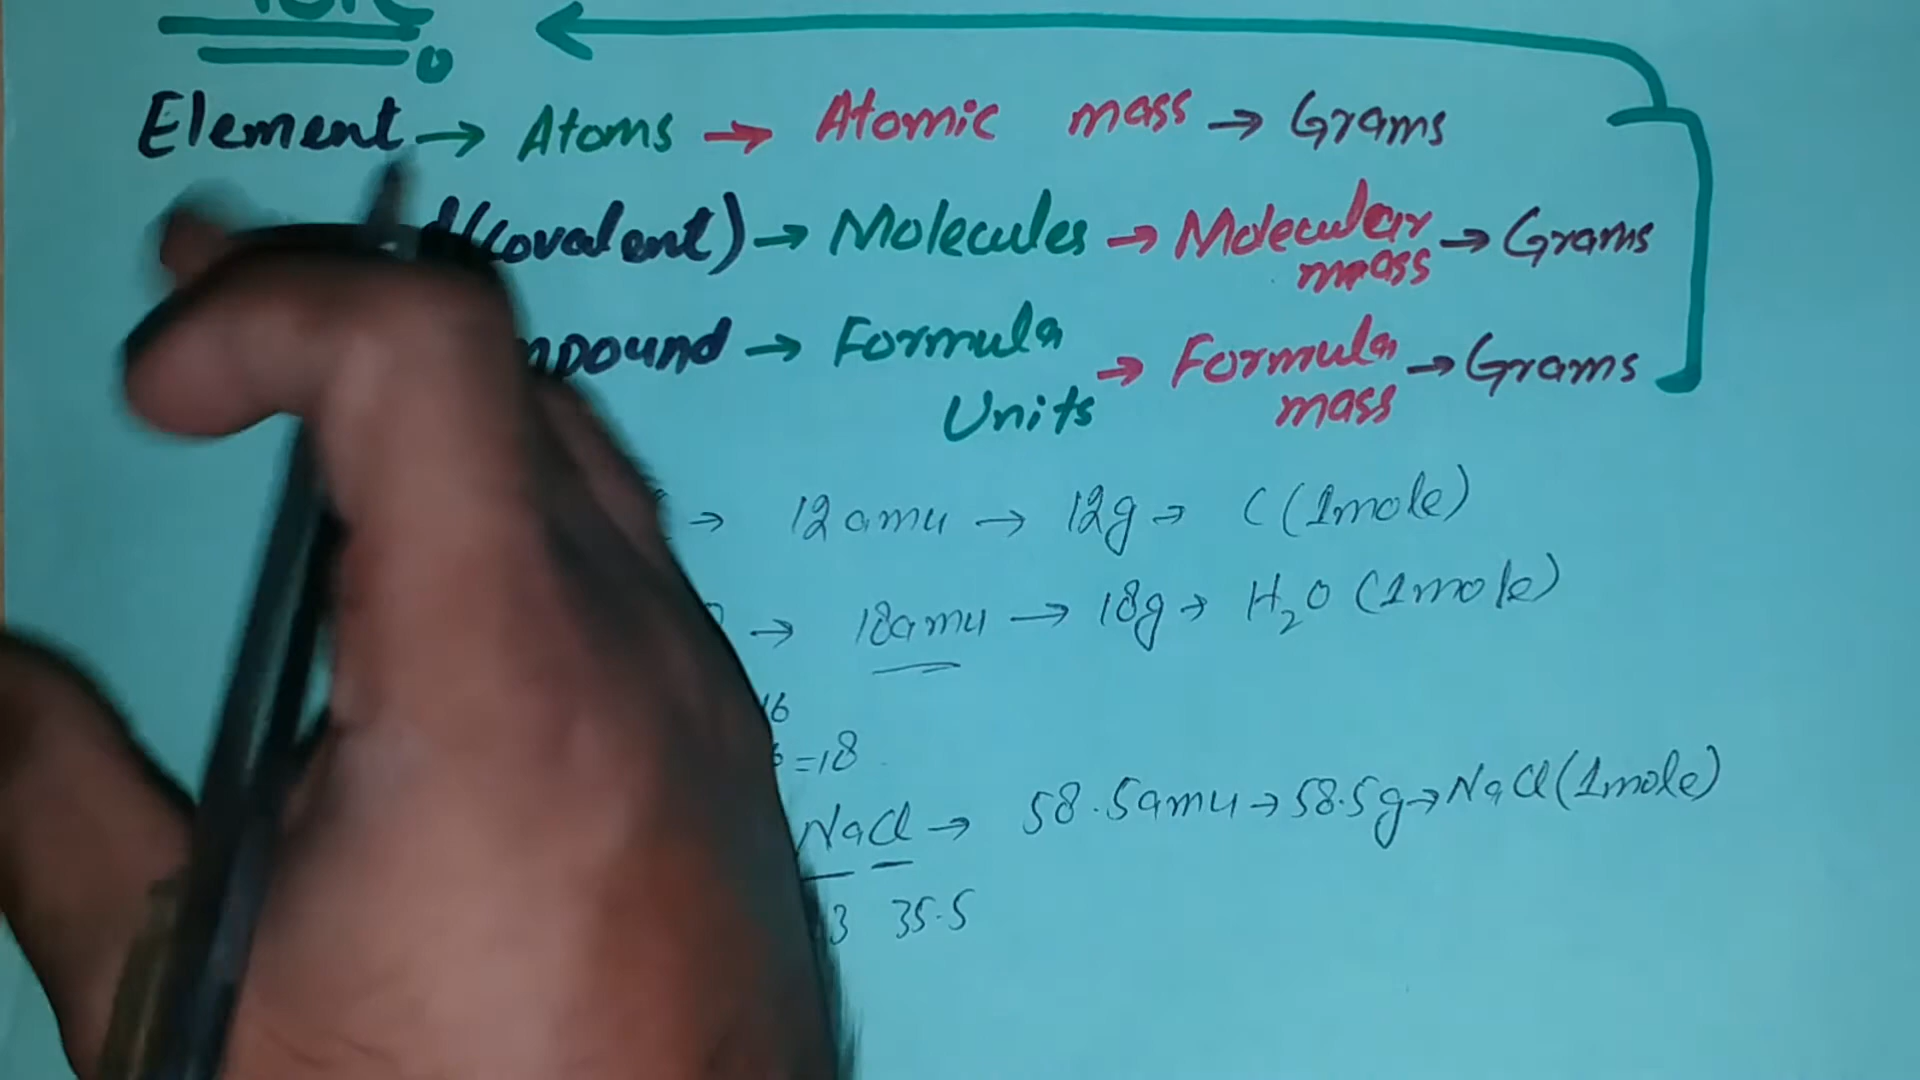 Element → Atoms → Atomic mass → Grams
(covalent) → Molecules → Molecular mass → Grams
→ Formula Units → Formula mass → Grams
→ 12amu → 12g → C (1mole)
→ 18amu → 18g → H₂O (1mole)
16
=18
NaCl → 58.5amu → 58.5g → NaCl (1mole)
3 35.5